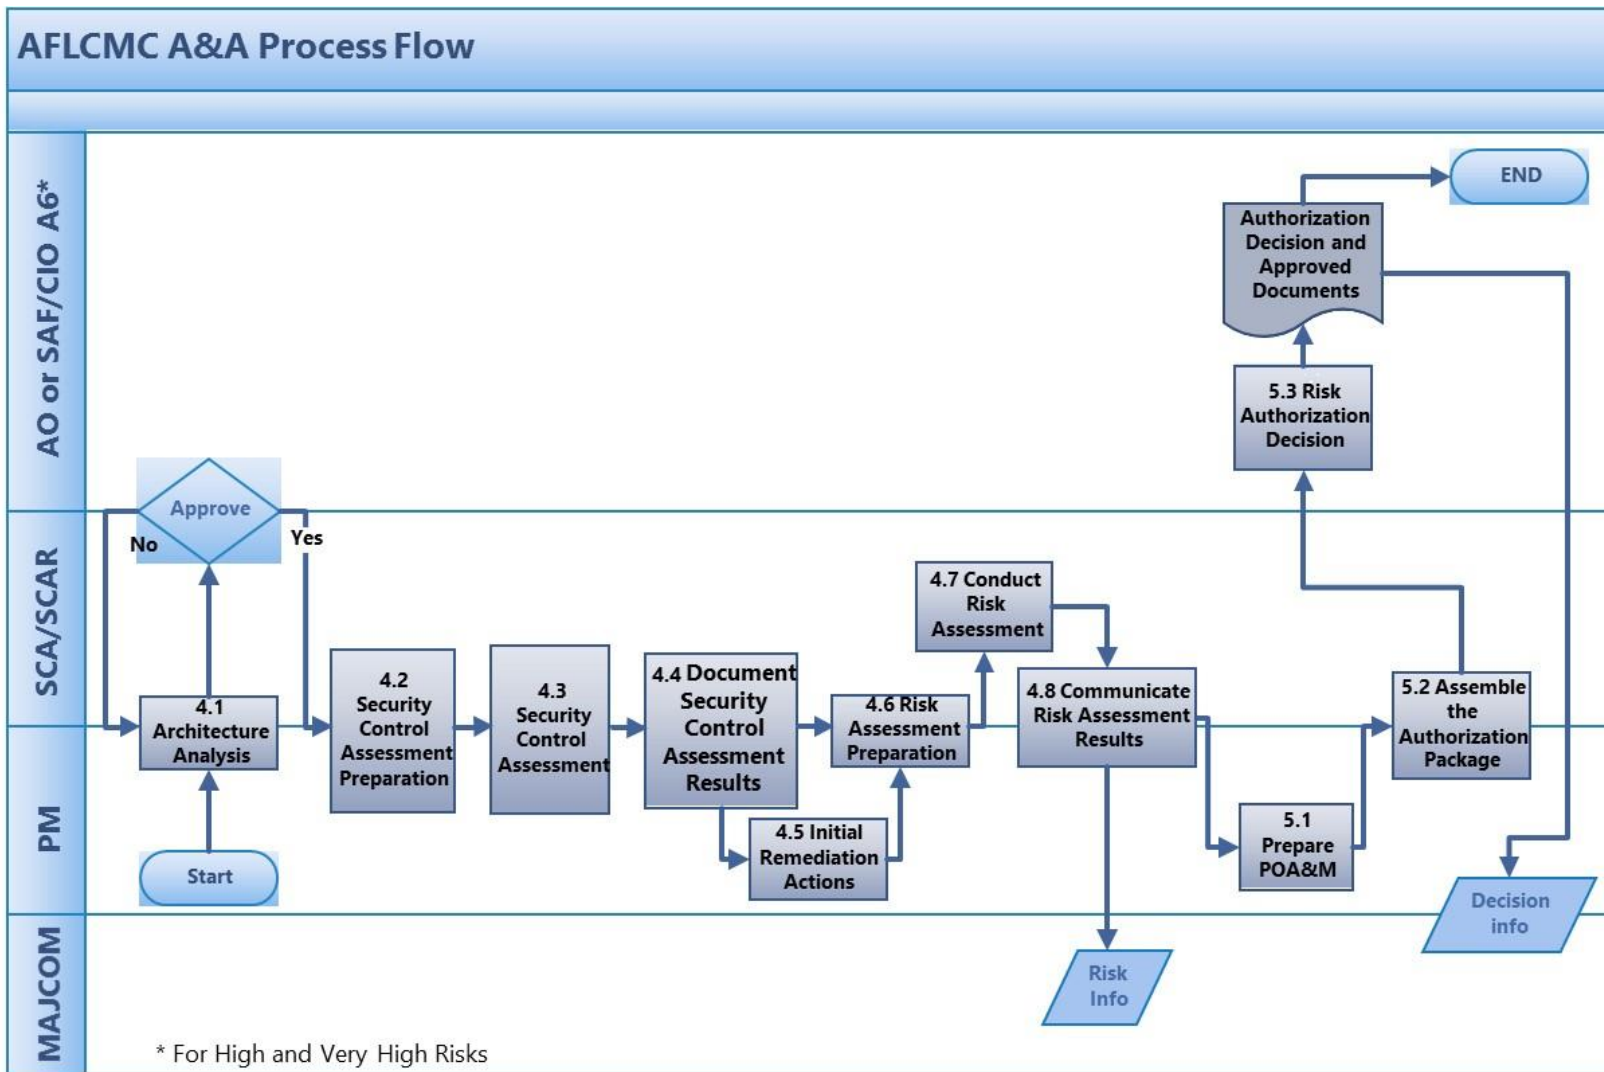 AFLCMC A&A Process Flow
AO or SAF/CIO A6*
END
Authorization
Decision and
Approved
Documents
5.3 Risk
Authorization
Decision
Approve
No
Yes
SCA/SCAR
4.7 Conduct
Risk
Assessment
4.1
Architecture
Analysis
4.2
Security
Control
Assessment
Preparation
4.3
Security
Control
Assessment
4.4 Document
Security
Control
Assessment
Results
4.6 Risk
Assessment
Preparation
4.8 Communicate
Risk Assessment
Results
5.2 Assemble
the
Authorization
Package
PM
Start
4.5 Initial
Remediation
Actions
5.1
Prepare
POA&M
Decision
info
MAJCOM
Risk
Info
* For High and Very High Risks